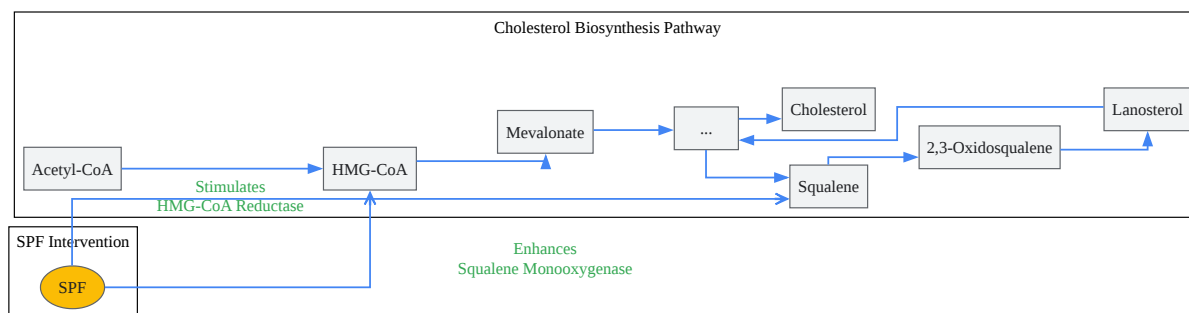 Cholesterol Biosynthesis Pathway
Cholesterol
Lanosterol
Mevalonate
...
2,3-Oxidosqualene
Acetyl-CoA
HMG-CoA
Squalene
Stimulates
HMG-CoA Reductase
SPF Intervention
Enhances
Squalene Monooxygenase
SPF